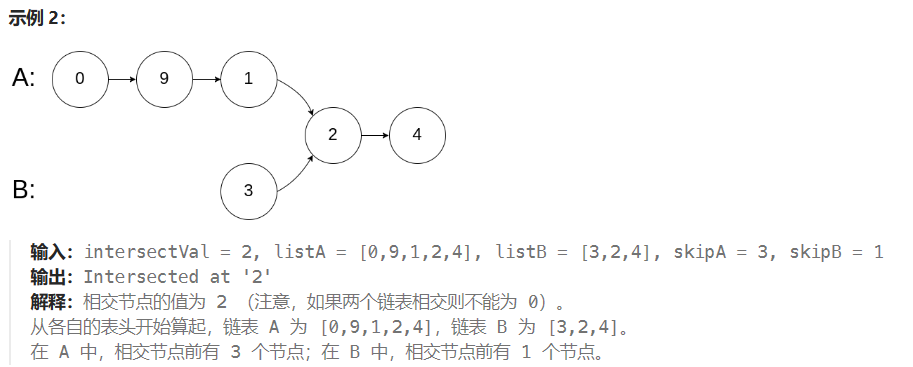 示例 2：
A: 0 9 1
2 4
B: 3
输入：intersectVal = 2, listA = [0,9,1,2,4], listB = [3,2,4], skipA = 3, skipB = 1
输出：Intersected at '2'
解释：相交节点的值为 2 （注意，如果两个链表相交则不能为 0）。
从各自的表头开始算起，链表 A 为 [0,9,1,2,4]，链表 B 为 [3,2,4]。
在 A 中，相交节点前有 3 个节点；在 B 中，相交节点前有 1 个节点。